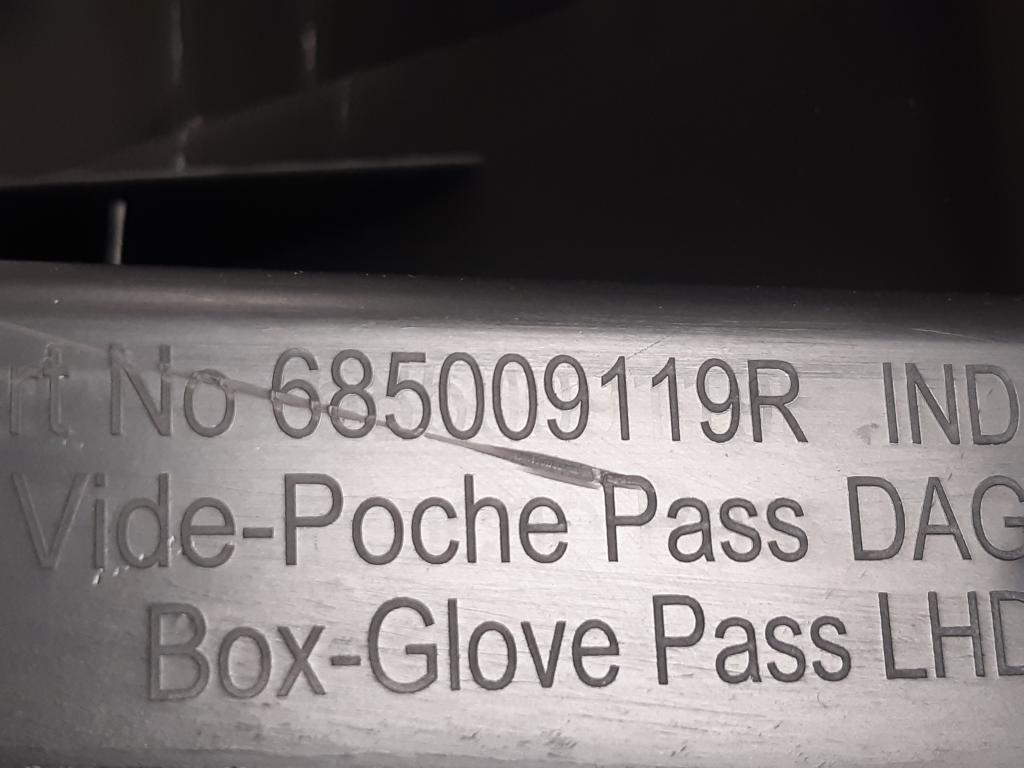 rt No 685009119R IND
Vide-Poche Pass DAG
Box-Glove Pass LHD